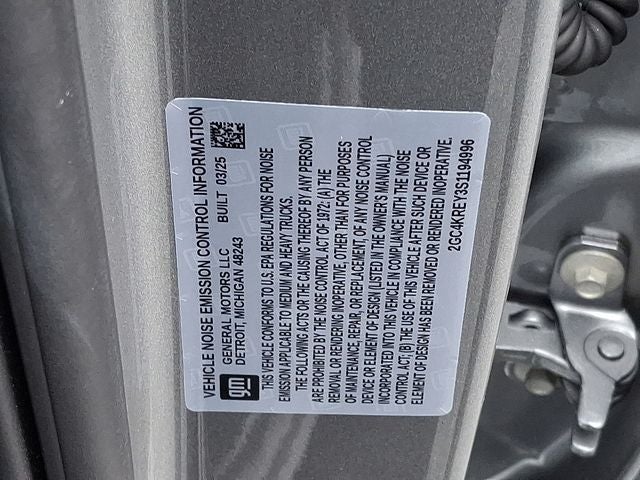 VEHICLE NOISE EMISSION CONTROL INFORMATION
GENERAL MOTORS LLC
DETROIT, MICHIGAN 48243
BUILT 03/25
gm
THIS VEHICLE CONFORMS TO U.S. EPA REGULATIONS FOR NOISE
EMISSION APPLICABLE TO MEDIUM AND HEAVY TRUCKS.
THE FOLLOWING ACTS OR THE CAUSING THEREOF BY ANY PERSON
ARE PROHIBITED BY THE NOISE CONTROL ACT OF 1972: (A) THE
REMOVAL OR RENDERING INOPERATIVE, OTHER THAN FOR PURPOSES
OF MAINTENANCE, REPAIR, OR REPLACEMENT, OF ANY NOISE CONTROL
DEVICE OR ELEMENT OF DESIGN (LISTED IN THE OWNER'S MANUAL)
INCORPORATED INTO THIS VEHICLE IN COMPLIANCE WITH THE NOISE
CONTROL ACT; (B) THE USE OF THIS VEHICLE AFTER SUCH DEVICE OR
ELEMENT OF DESIGN HAS BEEN REMOVED OR RENDERED INOPERATIVE.
2GC4KREY3S1194996